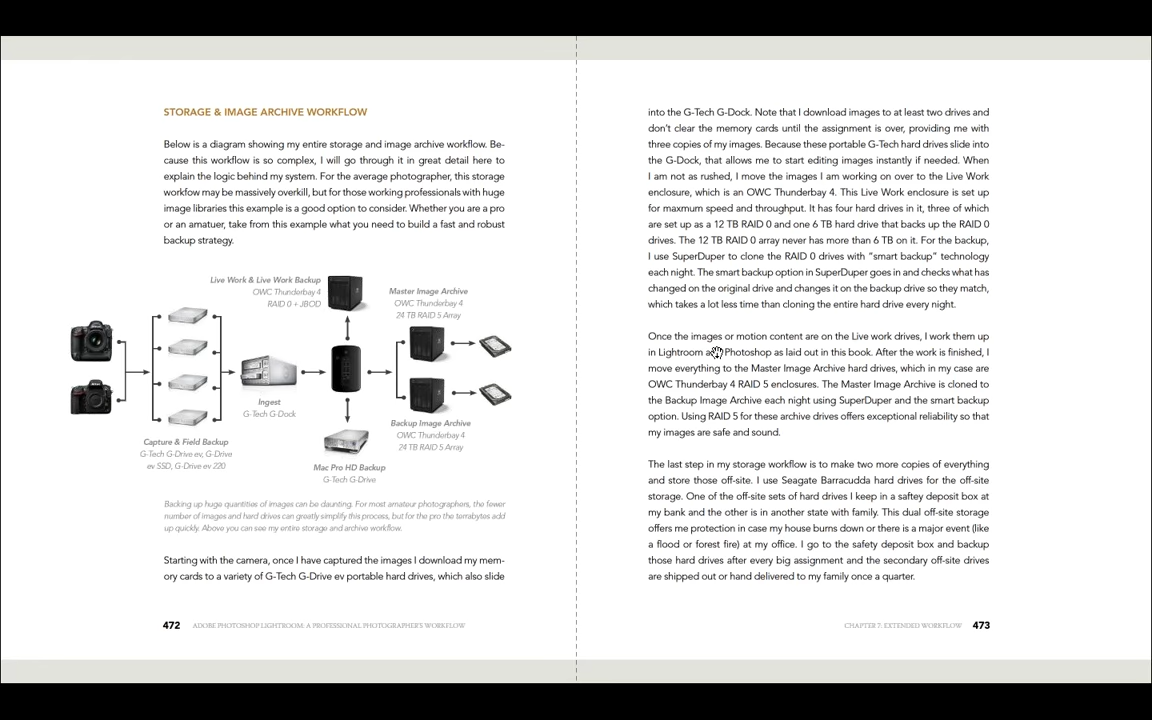 STORAGE & IMAGE ARCHIVE WORKFLOW
Below is a diagram showing my entire storage and image archive workflow. Be-
cause this workflow is so complex, I will go through it in great detail here to
explain the logic behind my system. For the average photographer, this storage
workfow may be massively overkill, but for those working professionals with huge
image libraries this example is a good option to consider. Whether you are a pro
or an amatuer, take from this example what you need to build a fast and robust
backup strategy.
Live Work & Live Work Backup
OWC Thunderbay 4
RAID 0 + JBOD
Master Image Archive
OWC Thunderbay 4
24 TB RAID 5 Array
Ingest
G-Tech G-Dock
Backup Image Archive
OWC Thunderbay 4
24 TB RAID 5 Array
Capture & Field Backup
G-Tech G-Drive ev, G-Drive
ev SSD, G-Drive ev 220
Mac Pro HD Backup
G-Tech G-Drive
Backing up huge quantities of images can be daunting. For most amateur photographers, the fewer
number of images and hard drives can greatly simplify this process, but for the pro the terrabytes add
up quickly. Above you can see my entire storage and archive workflow.
Starting with the camera, once I have captured the images I download my mem-
ory cards to a variety of G-Tech G-Drive ev portable hard drives, which also slide
472 ADOBE PHOTOSHOP LIGHTROOM: A PROFESSIONAL PHOTOGRAPHER'S WORKFLOW
into the G-Tech G-Dock. Note that I download images to at least two drives and
don't clear the memory cards until the assignment is over, providing me with
three copies of my images. Because these portable G-Tech hard drives slide into
the G-Dock, that allows me to start editing images instantly if needed. When
I am not as rushed, I move the images I am working on over to the Live Work
enclosure, which is an OWC Thunderbay 4. This Live Work enclosure is set up
for maxmum speed and throughput. It has four hard drives in it, three of which
are set up as a 12 TB RAID 0 and one 6 TB hard drive that backs up the RAID 0
drives. The 12 TB RAID 0 array never has more than 6 TB on it. For the backup,
I use SuperDuper to clone the RAID 0 drives with “smart backup” technology
each night. The smart backup option in SuperDuper goes in and checks what has
changed on the original drive and changes it on the backup drive so they match,
which takes a lot less time than cloning the entire hard drive every night.
Once the images or motion content are on the Live work drives, I work them up
in Lightroom Photoshop as laid out in this book. After the work is finished, I
move everything to the Master Image Archive hard drives, which in my case are
OWC Thunderbay 4 RAID 5 enclosures. The Master Image Archive is cloned to
the Backup Image Archive each night using SuperDuper and the smart backup
option. Using RAID 5 for these archive drives offers exceptional reliability so that
my images are safe and sound.
The last step in my storage workflow is to make two more copies of everything
and store those off-site. I use Seagate Barracudda hard drives for the off-site
storage. One of the off-site sets of hard drives I keep in a saftey deposit box at
my bank and the other is in another state with family. This dual off-site storage
offers me protection in case my house burns down or there is a major event (like
a flood or forest fire) at my office. I go to the safety deposit box and backup
those hard drives after every big assignment and the secondary off-site drives
are shipped out or hand delivered to my family once a quarter.
CHAPTER 7: EXTENDED WORKFLOW 473